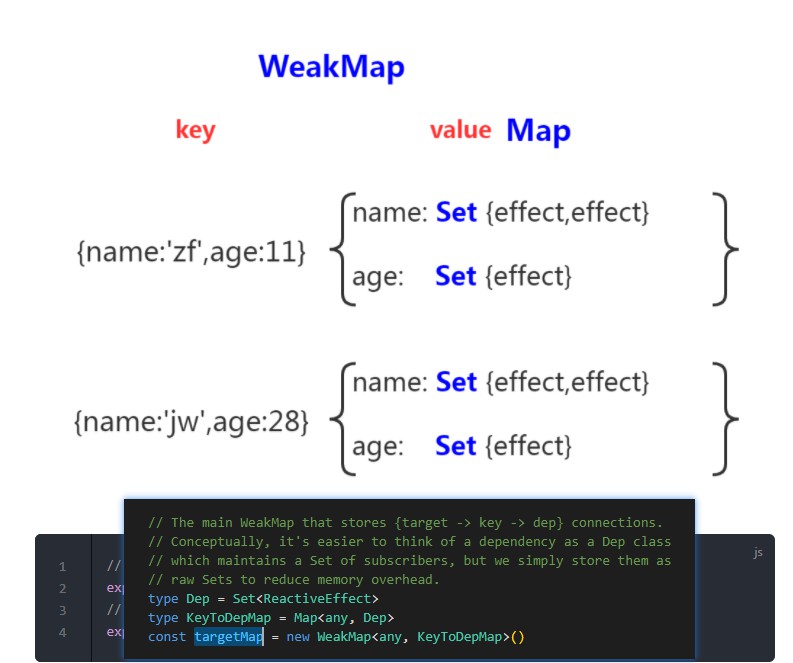 WeakMap
key value Map
{name:'zf',age:11}
name: Set {effect,effect}
age: Set {effect}
{name:'jw',age:28}
name: Set {effect,effect}
age: Set {effect}
// The main WeakMap that stores {target -> key -> dep} connections.
// Conceptually, it's easier to think of a dependency as a Dep class
// which maintains a Set of subscribers, but we simply store them as
// raw Sets to reduce memory overhead.
type Dep = Set<ReactiveEffect>
type KeyToDepMap = Map<any, Dep>
const targetMap = new WeakMap<any, KeyToDepMap>()
js
1 //
2 exp
3 //
4 exp